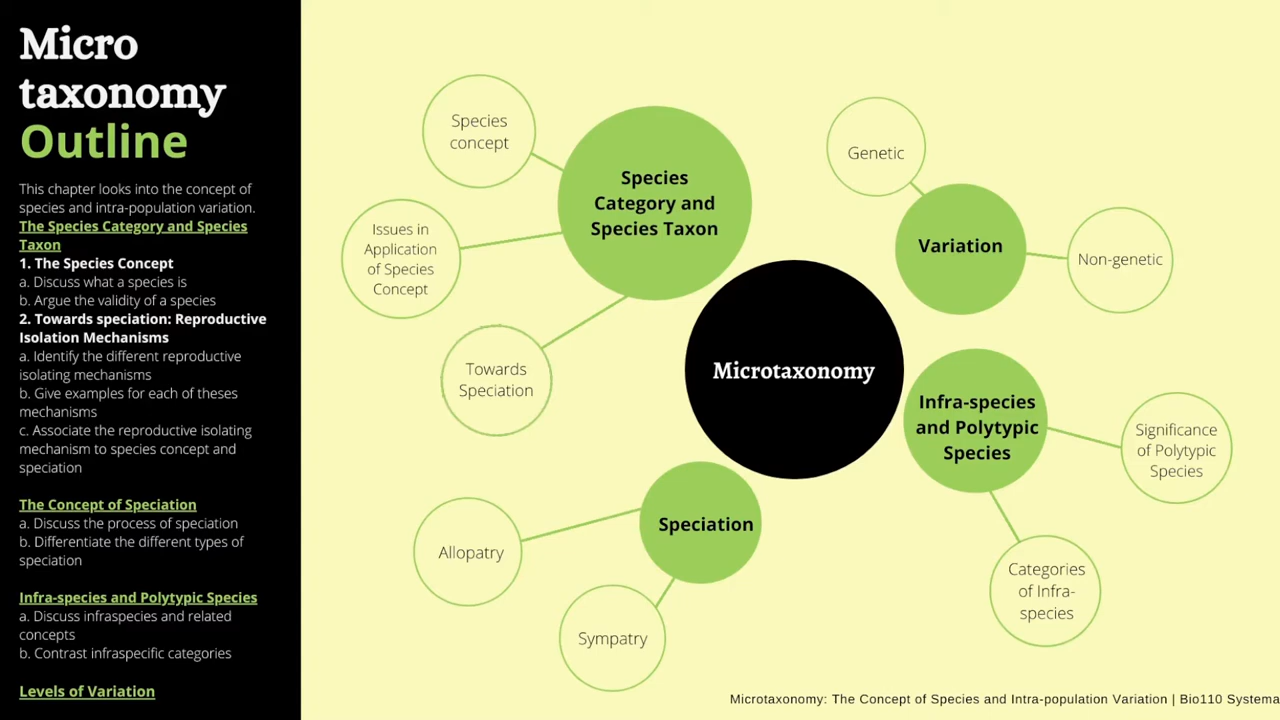 Micro
taxonomy
Outline
This chapter looks into the concept of
species and intra-population variation.
The Species Category and Species
Taxon
1. The Species Concept
a. Discuss what a species is
b. Argue the validity of a species
2. Towards speciation: Reproductive
Isolation Mechanisms
a. Identify the different reproductive
isolating mechanisms
b. Give examples for each of theses
mechanisms
c. Associate the reproductive isolating
mechanism to species concept and
speciation
The Concept of Speciation
a. Discuss the process of speciation
b. Differentiate the different types of
speciation
Infra-species and Polytypic Species
a. Discuss infraspecies and related
concepts
b. Contrast infraspecific categories
Levels of Variation
Species
concept
Issues in
Application
of Species
Concept
Towards
Speciation
Species
Category and
Species Taxon
Genetic
Variation
Non-genetic
Microtaxonomy
Infra-species
and Polytypic
Species
Significance
of Polytypic
Species
Categories
of Infra-
species
Speciation
Allopatry
Sympatry
Microtaxonomy: The Concept of Species and Intra-population Variation | Bio110 Systema